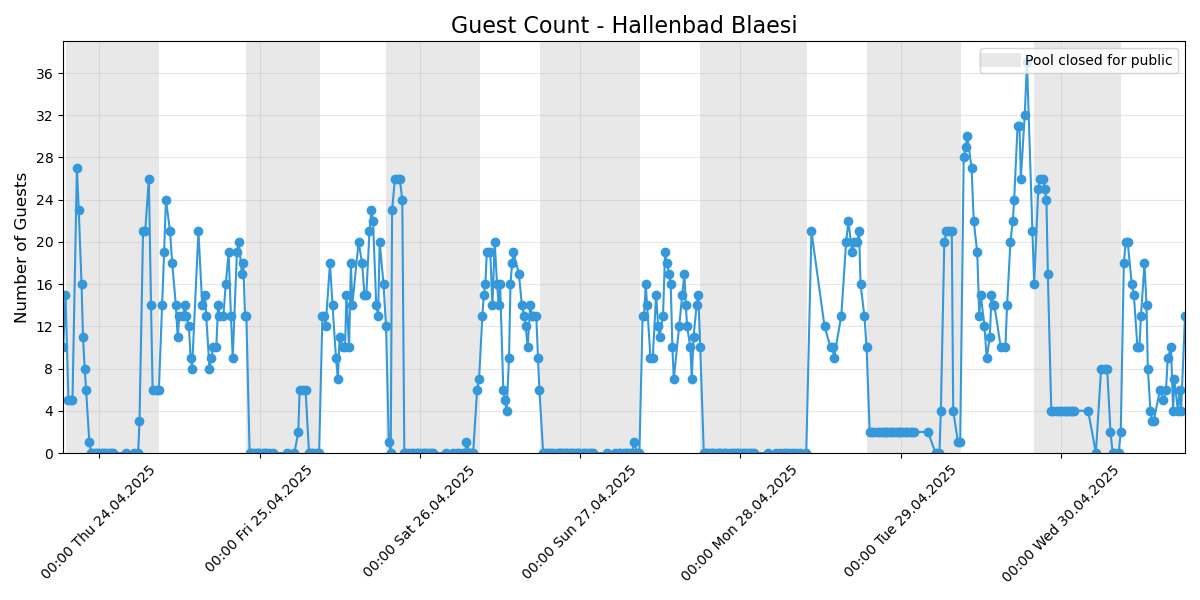 Guest Count - Hallenbad Blaesi
Pool closed for public
Number of Guests
36
32
28
24
20
16
12
8
4
0
00:00 Thu 24.04.2025
00:00 Fri 25.04.2025
00:00 Sat 26.04.2025
00:00 Sun 27.04.2025
00:00 Mon 28.04.2025
00:00 Tue 29.04.2025
00:00 Wed 30.04.2025